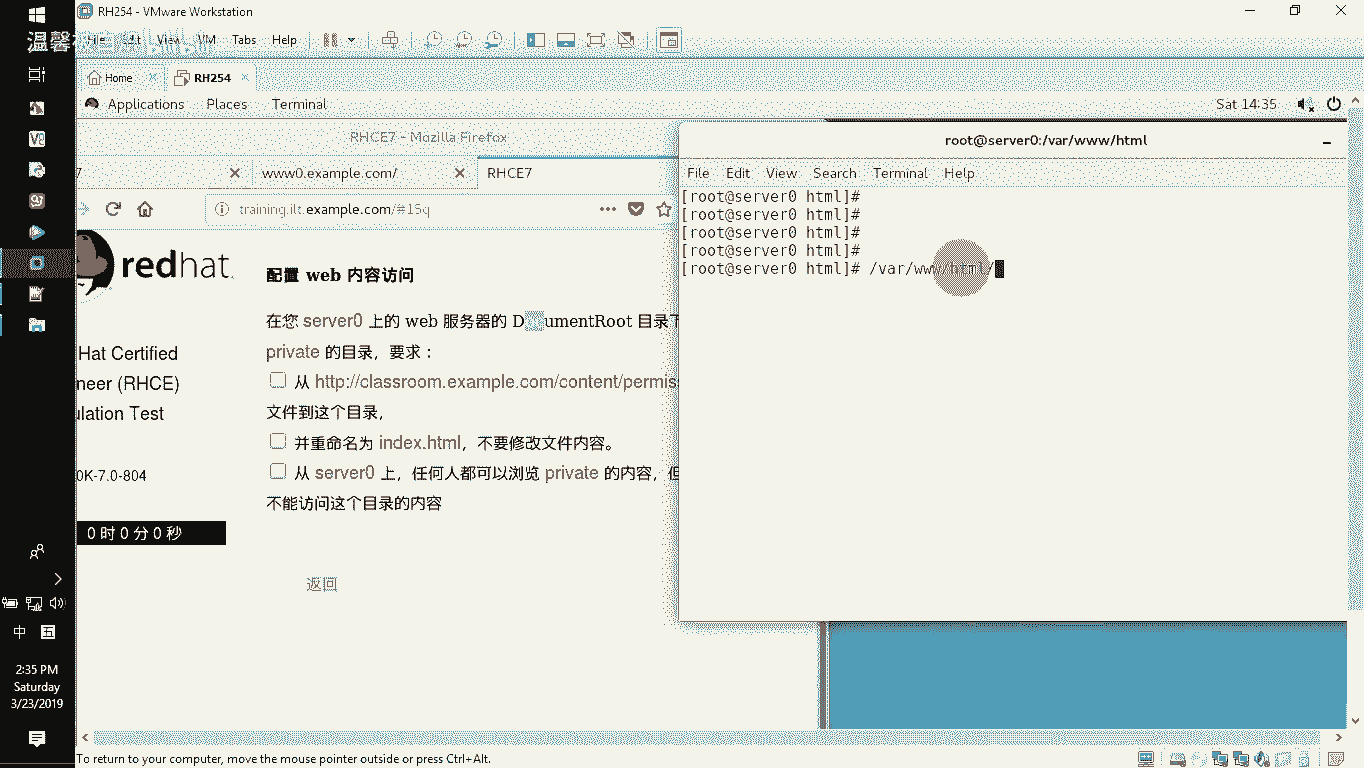 RH254 - VMware Workstation
温馨
VM Tabs Help
Home
RH254
Applications Places Terminal
Sat 14:35
RHCE7 - Mozilla Firefox
root@server0:/var/www/html
7
www0.example.com/
RHCE7
File Edit View Search Terminal Help
training.ilt.example.com/#15q
[root@server0 html]#
[root@server0 html]#
[root@server0 html]#
[root@server0 html]#
[root@server0 html]# /var/www/html/
redhat.
Hat Certified
neer (RHCE)
ulation Test
0K-7.0-804
0 时 0 分 0 秒
配置 web 内容访问
在您 server0 上的 web 服务器的 DocumentRoot 目录下
private 的目录，要求：
从 http://classroom.example.com/content/permis
文件到这个目录，
并重命名为 index.html，不要修改文件内容。
从 server0 上，任何人都可以浏览 private 的内容，但
不能访问这个目录的内容
返回
中
五
2:35 PM
Saturday
3/23/2019
To return to your computer, move the mouse pointer outside or press Ctrl+Alt.